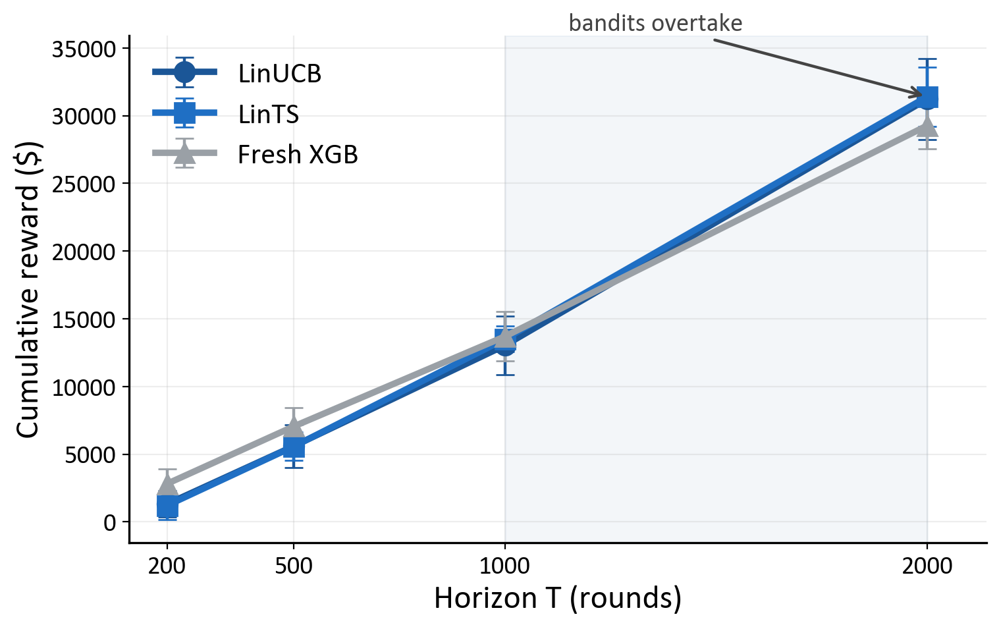 bandits overtake
LinUCB
LinTS
Fresh XGB
35000
30000
25000
20000
15000
10000
5000
0
Cumulative reward ($)
200 500 1000 2000
Horizon T (rounds)